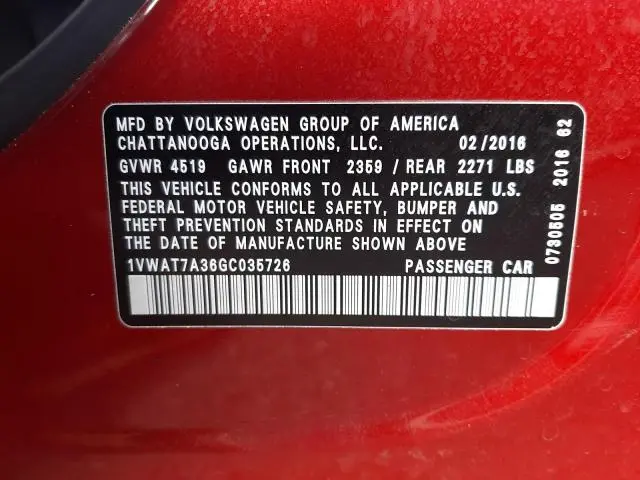 MFD BY VOLKSWAGEN GROUP OF AMERICA
CHATTANOOGA OPERATIONS, LLC. 02/2016
GVWR 4519 GAWR FRONT 2359 / REAR 2271 LBS
THIS VEHICLE CONFORMS TO ALL APPLICABLE U.S.
FEDERAL MOTOR VEHICLE SAFETY, BUMPER AND
THEFT PREVENTION STANDARDS IN EFFECT ON
THE DATE OF MANUFACTURE SHOWN ABOVE
1VWAT7A36GC035726 PASSENGER CAR
0730505 2016 62